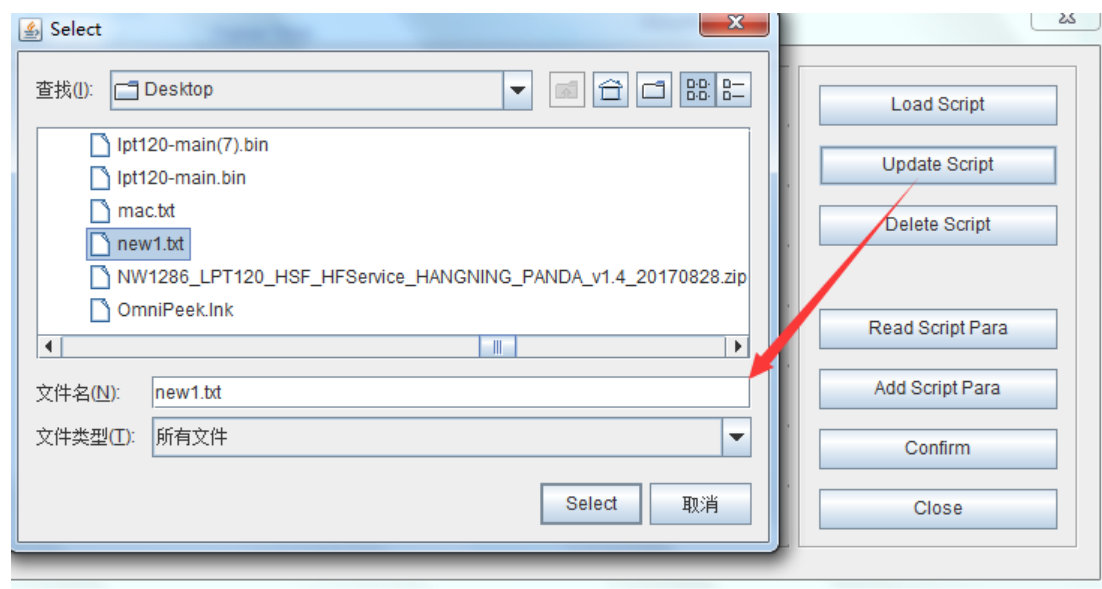 Select
查找(I):
Desktop
lpt120-main(7).bin
lpt120-main.bin
mac.txt
new1.txt
NW1286_LPT120_HSF_HFService_HANGNING_PANDA_v1.4_20170828.zip
OmniPeek.lnk
文件名(N):
new1.txt
文件类型(T):
所有文件
Select
取消
Load Script
Update Script
Delete Script
Read Script Para
Add Script Para
Confirm
Close